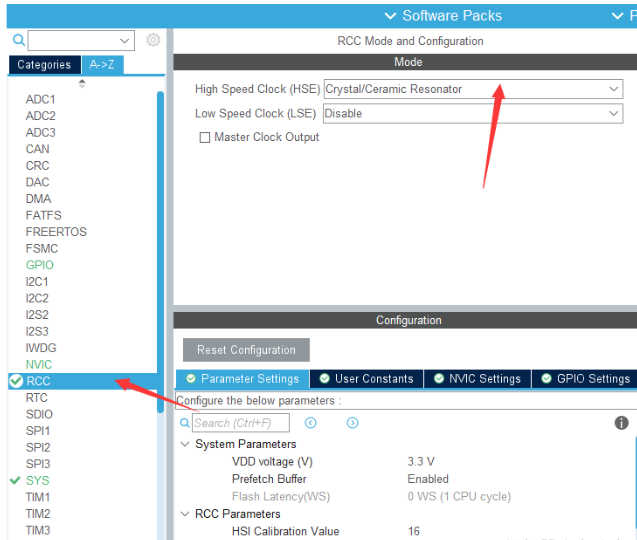 Software Packs
P
RCC Mode and Configuration
Categories A->Z
Mode
High Speed Clock (HSE) Crystal/Ceramic Resonator
Low Speed Clock (LSE) Disable
Master Clock Output
ADC1
ADC2
ADC3
CAN
CRC
DAC
DMA
FATFS
FREERTOS
FSMC
GPIO
I2C1
I2C2
I2S2
I2S3
IWDG
NVIC
RCC
RTC
SDIO
SPI1
SPI2
SPI3
SYS
TIM1
TIM2
TIM3
Configuration
Reset Configuration
Parameter Settings User Constants NVIC Settings GPIO Settings
Configure the below parameters :
Search (Ctrl+F)
System Parameters
VDD voltage (V) 3.3 V
Prefetch Buffer Enabled
Flash Latency(WS) 0 WS (1 CPU cycle)
RCC Parameters
HSI Calibration Value 16